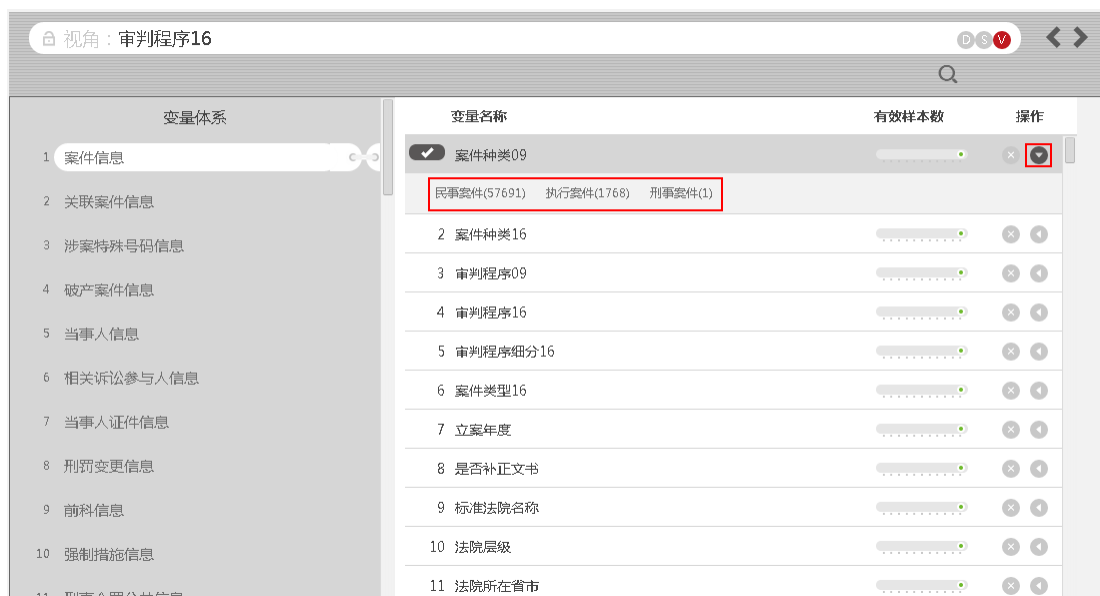 视角：审判程序16
D S V
变量体系
1 案件信息
2 关联案件信息
3 涉案特殊号码信息
4 破产案件信息
5 当事人信息
6 相关诉讼参与人信息
7 当事人证件信息
8 刑罚变更信息
9 前科信息
10 强制措施信息
变量名称 有效样本数 操作
案件种类09
民事案件(57691) 执行案件(1768) 刑事案件(1)
2 案件种类16
3 审判程序09
4 审判程序16
5 审判程序细分16
6 案件类型16
7 立案年度
8 是否补正文书
9 标准法院名称
10 法院层级
11 法院所在省市